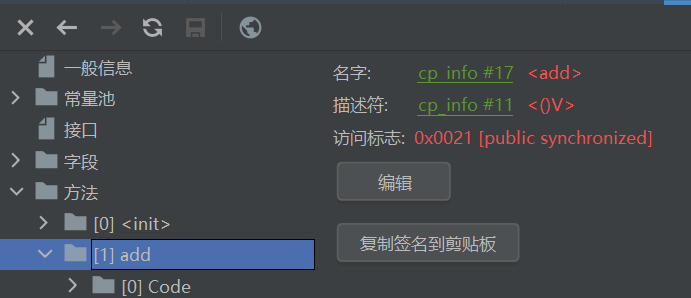 一般信息
常量池
接口
字段
方法
[0] <init>
[1] add
[0] Code
名字: cp_info #17 <add>
描述符: cp_info #11 <()V>
访问标志: 0x0021 [public synchronized]
编辑
复制签名到剪贴板